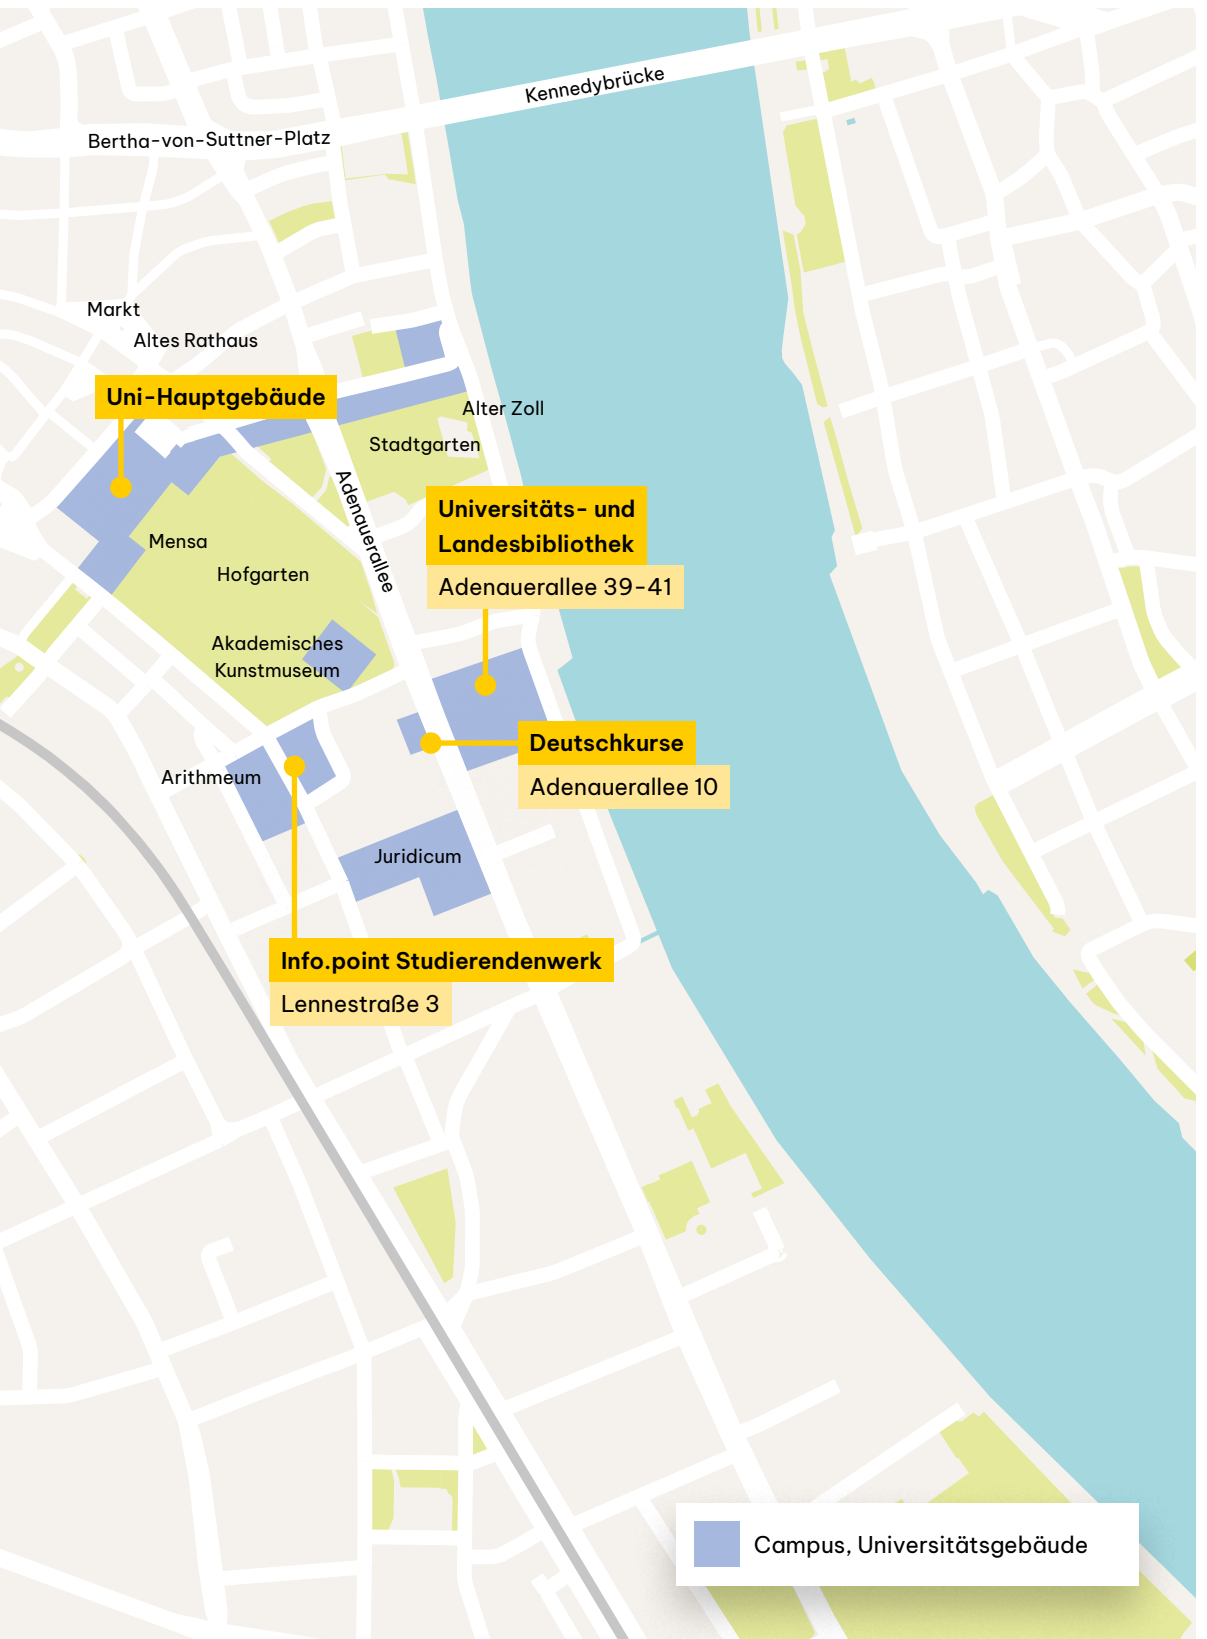 Kennedybrücke
Bertha-von-Suttner-Platz
Markt
Altes Rathaus
Uni-Hauptgebäude
Alter Zoll
Stadtgarten
Adenauerallee
Universitäts- und
Landesbibliothek
Adenauerallee 39-41
Mensa
Hofgarten
Akademisches
Kunstmuseum
Deutschkurse
Adenauerallee 10
Arithmeum
Juridicum
Info.point Studierendenwerk
Lennestraße 3
Campus, Universitätsgebäude